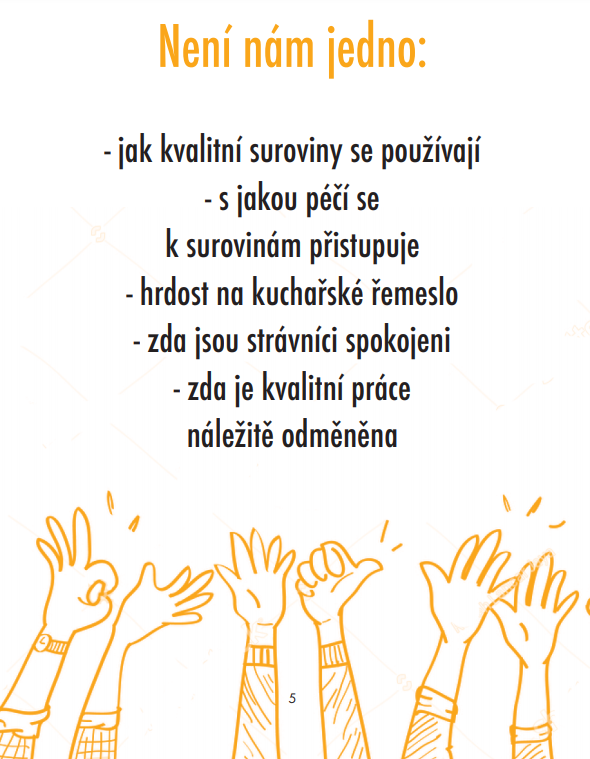 Není nám jedno:
- jak kvalitní suroviny se používají
- s jakou péčí se
k surovinám přistupuje
- hrdost na kuchařské řemeslo
- zda jsou strávníci spokojeni
- zda je kvalitní práce
náležitě odměněna
5